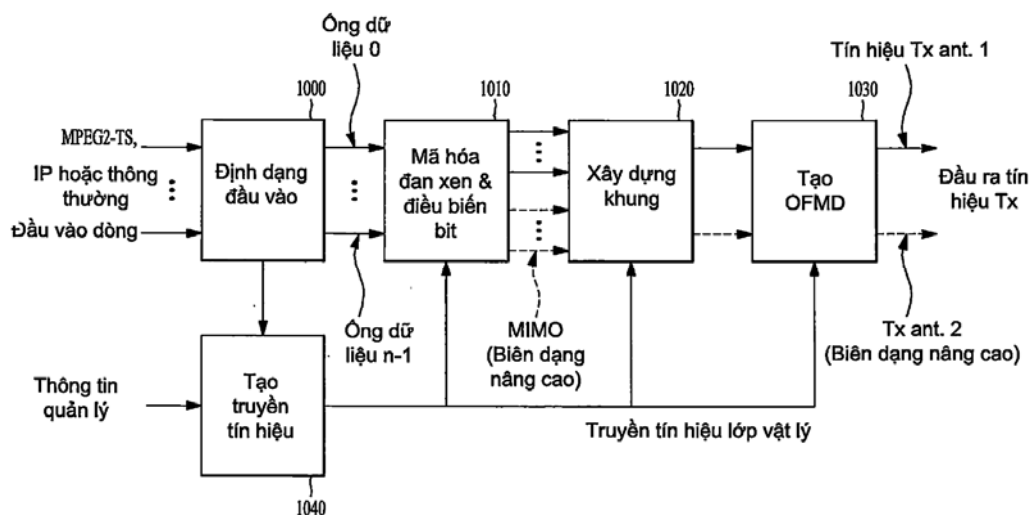 Ông dữ
liệu 0
Tín hiệu Tx ant. 1
1000
1010
1020
1030
MPEG2-TS,
IP hoặc thông
thường
Đầu vào dòng
Định dạng
đầu vào
Mã hóa
đan xen &
điều biến
bit
Xây dựng
khung
Tạo
OFMD
Đầu ra tín
hiệu Tx
Ông dữ
liệu n-1
MIMO
(Biên dạng
nâng cao)
Tx ant. 2
(Biên dạng nâng cao)
Thông tin
quản lý
Tạo
truyền
tín hiệu
Truyền tín hiệu lớp vật lý
1040